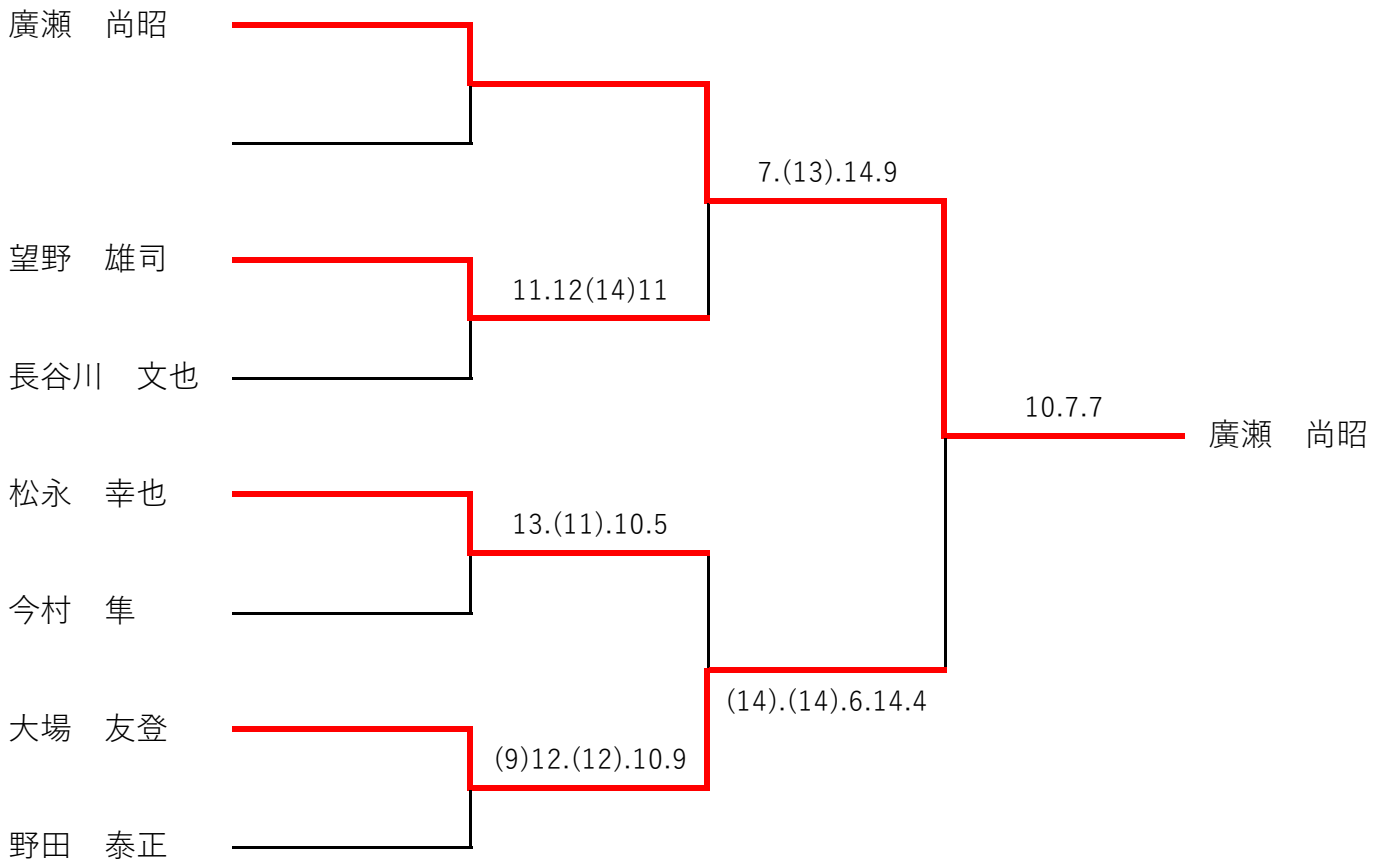 廣瀬　尚昭
7.(13).14.9
望野　雄司
11.12(14)11
長谷川　文也
10.7.7
廣瀬　尚昭
松永　幸也
13.(11).10.5
今村　隼
(14).(14).6.14.4
大場　友登
(9)12.(12).10.9
野田　泰正